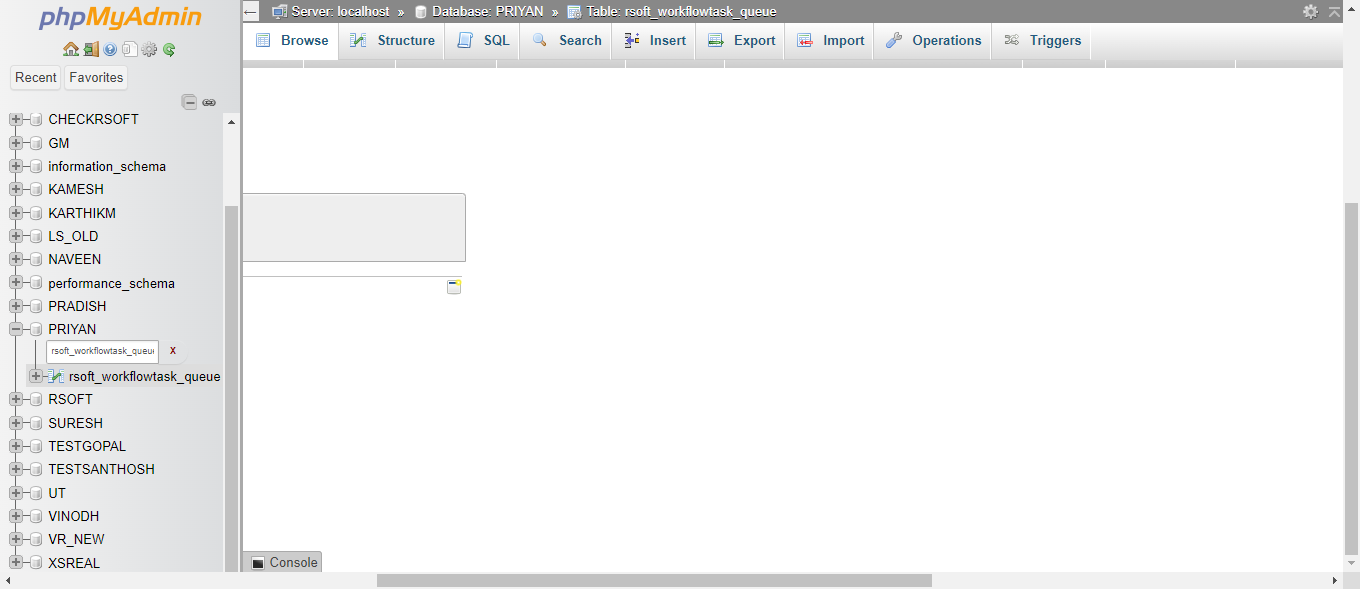 phpMyAdmin
Recent Favorites
CHECKRSOFT
GM
information_schema
KAMESH
KARTHIKM
LS_OLD
NAVEEN
performance_schema
PRADISH
PRIYAN
rsoft_workflowtask_queue
X
rsoft_workflowtask_queue
RSOFT
SURESH
TESTGOPAL
TESTSANTHOSH
UT
VINODH
VR_NEW
XSREAL
← Server: localhost » Database: PRIYAN » Table: rsoft_workflowtask_queue
Browse Structure SQL Search Insert Export Import Operations Triggers
Console